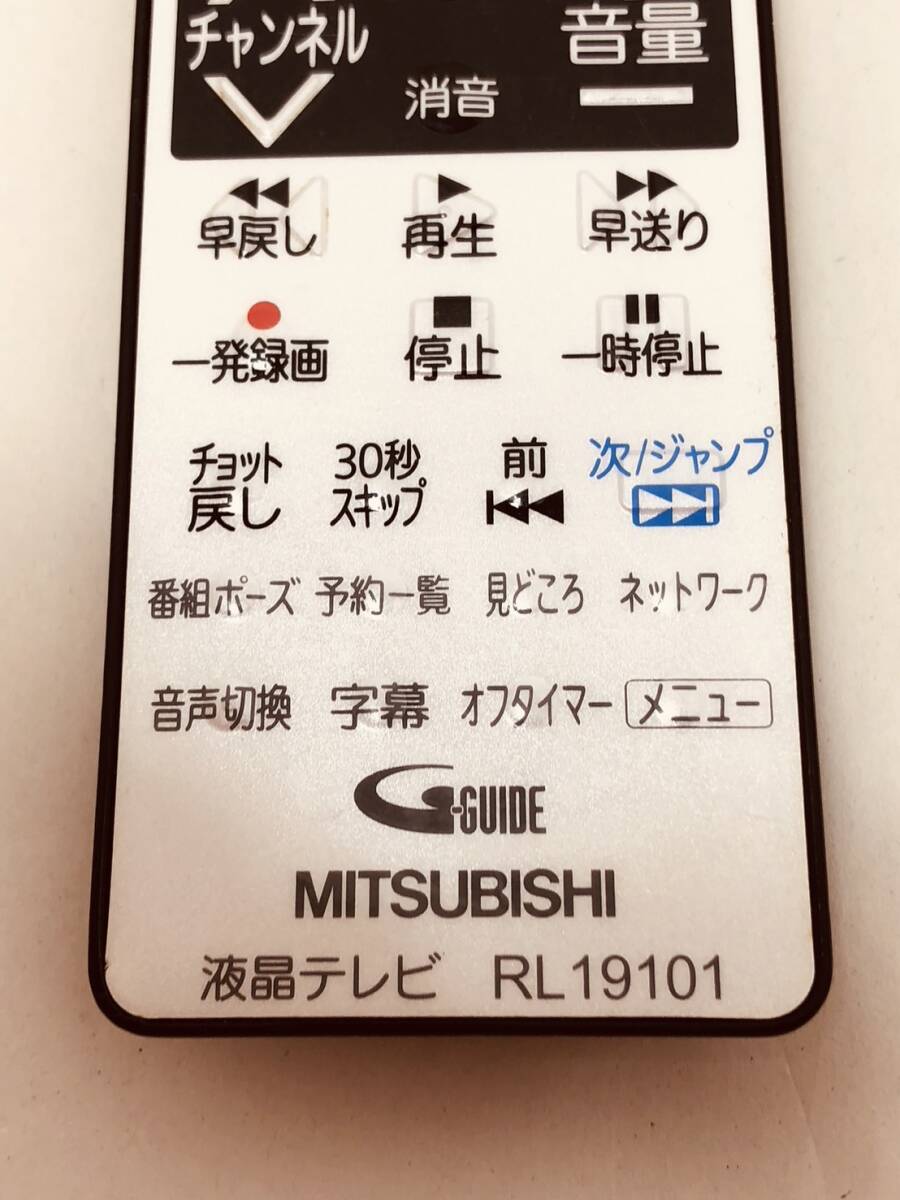 チャンネル 音量
消音
早戻し 再生 早送り
一発録画 停止 一時停止
チョット 30秒 前 次/ジャンプ
戻し スキップ
番組ポーズ 予約一覧 見どころ ネットワーク
音声切換 字幕 オフタイマー メニュー
G-GUIDE
MITSUBISHI
液晶テレビ RL19101